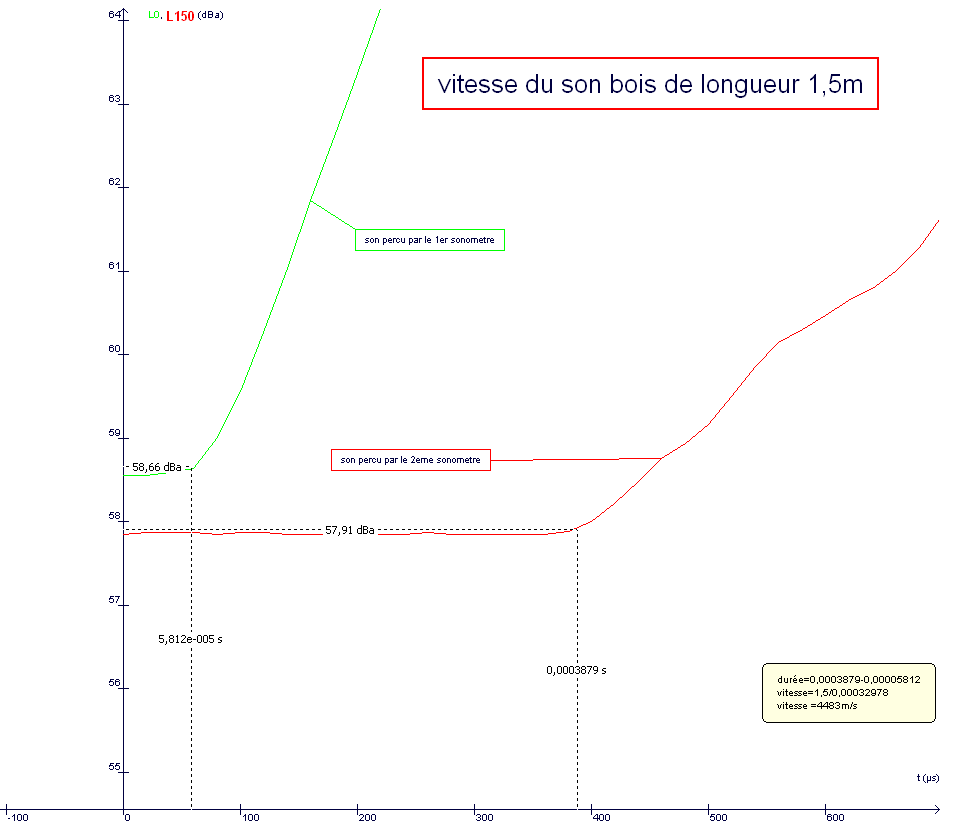 64
L0, L150 (dBa)
vitesse du son bois de longueur 1,5m
63
62
son percu par le 1er sonometre
61
60
59
son percu par le 2eme sonometre
58,66 dBa
58
57,91 dBa
57
5,812e-005 s
0,0003879 s
56
durée=0,0003879-0,00005812
vitesse=1,5/0,00032978
vitesse =4483m/s
55
t (µs)
-100 0 100 200 300 400 500 600